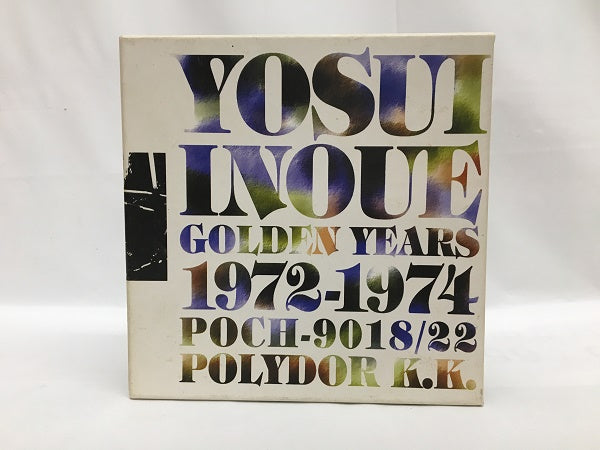 YOSUI
INOUE
GOLDEN YEARS
1972-1974
POCH-9018/22
POLYDOR K.K.